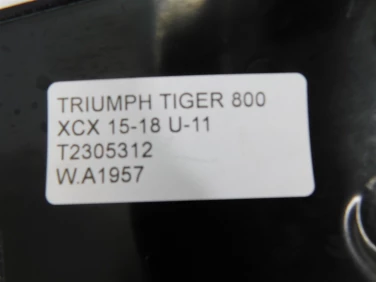 TRIUMPH TIGER 800
XCX 15-18 U-11
T2305312
W.A1957